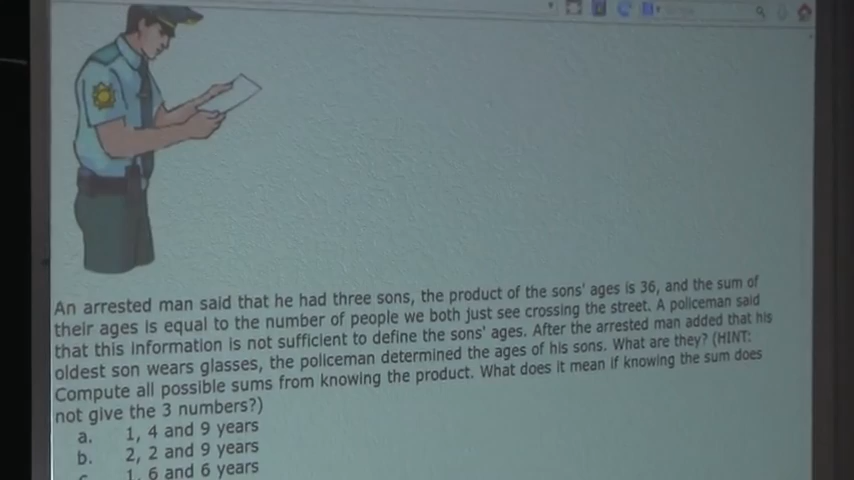 An arrested man said that he had three sons, the product of the sons' ages is 36, and the sum of
their ages is equal to the number of people we both just see crossing the street. A policeman said
that this information is not sufficient to define the sons' ages. After the arrested man added that his
oldest son wears glasses, the policeman determined the ages of his sons. What are they? (HINT:
Compute all possible sums from knowing the product. What does it mean if knowing the sum does
not give the 3 numbers?)
a. 1, 4 and 9 years
b. 2, 2 and 9 years
1, 6 and 6 years